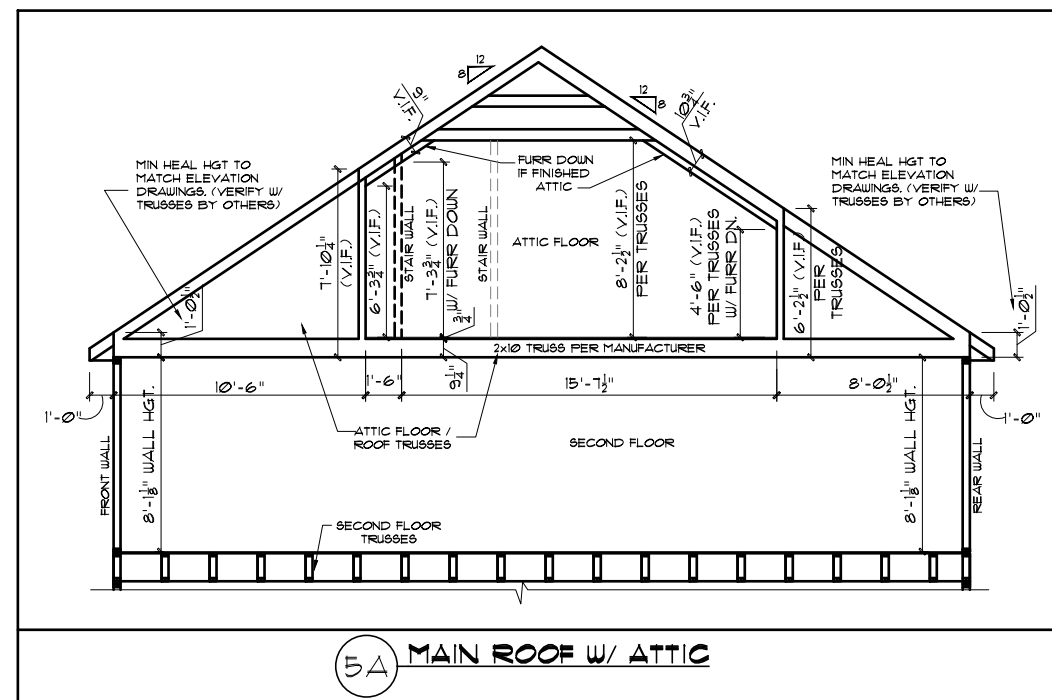 12
8
12
8
9"
V.I.F.
10 3/4"
V.I.F.
MIN HEAL HGT TO
MATCH ELEVATION
DRAWINGS. (VERIFY W/
TRUSSES BY OTHERS)
FURR DOWN
IF FINISHED
ATTIC
MIN HEAL HGT TO
MATCH ELEVATION
DRAWINGS. (VERIFY W/
TRUSSES BY OTHERS)
7'-10 1/4"
(V.I.F.)
6'-3 3/4" (V.I.F.)
STAIR WALL
7'-3 3/4" (V.I.F.)
W/ FURR DOWN
STAIR WALL
ATTIC FLOOR
8'-2 1/2" (V.I.F.)
PER TRUSSES
4'-6" (V.I.F.)
PER TRUSSES
W/ FURR DN.
6'-2 1/2" (V.I.F.)
PER
TRUSSES
1'-0 1/2"
3/4"
1'-0 1/2"
2x10 TRUSS PER MANUFACTURER
9 1/4"
10'-6"
1'-6"
15'-7 1/2"
8'-0 1/2"
1'-0"
1'-0"
ATTIC FLOOR /
ROOF TRUSSES
SECOND FLOOR
FRONT WALL
8'-1 1/8" WALL HGT.
8'-1 1/8" WALL HGT.
REAR WALL
SECOND FLOOR
TRUSSES
5A
MAIN ROOF W/ ATTIC